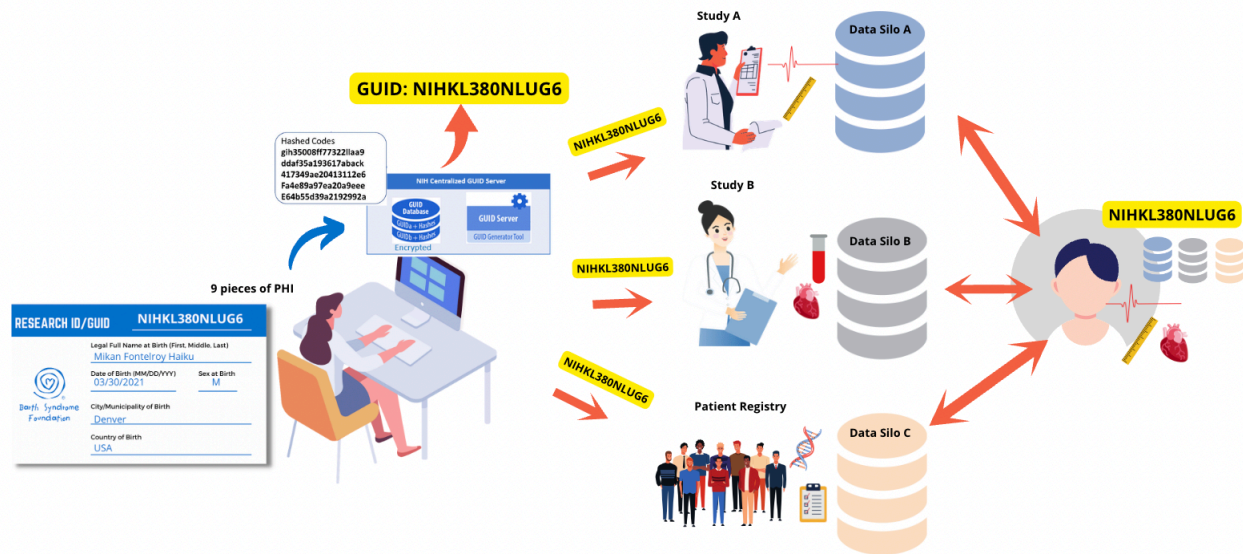 Study A
Data Silo A
GUID: NIHKL380NLUG6
NIHKL380NLUG6
Hashed Codes
gih35008ff77322llaa9
ddaf35a193617aback
417349ae20413112e6
Fa4e89a97ea20a9eee
E64b55d39a2192992a
NIH Centralized GUID Server
GUID
Database
GUIDa + Hashes
GUIDb + Hashes
Encrypted
GUID Server
GUID Generator Tool
Study B
Data Silo B
NIHKL380NLUG6
NIHKL380NLUG6
9 pieces of PHI
RESEARCH ID/GUID NIHKL380NLUG6
Legal Full Name at Birth (First, Middle, Last)
Mikan Fontelroy Haiku
Date of Birth (MM/DD/YYY) Sex at Birth
03/30/2021 M
City/Municipality of Birth
Denver
Country of Birth
USA
Barth Syndrome
Foundation
NIHKL380NLUG6
Patient Registry
Data Silo C